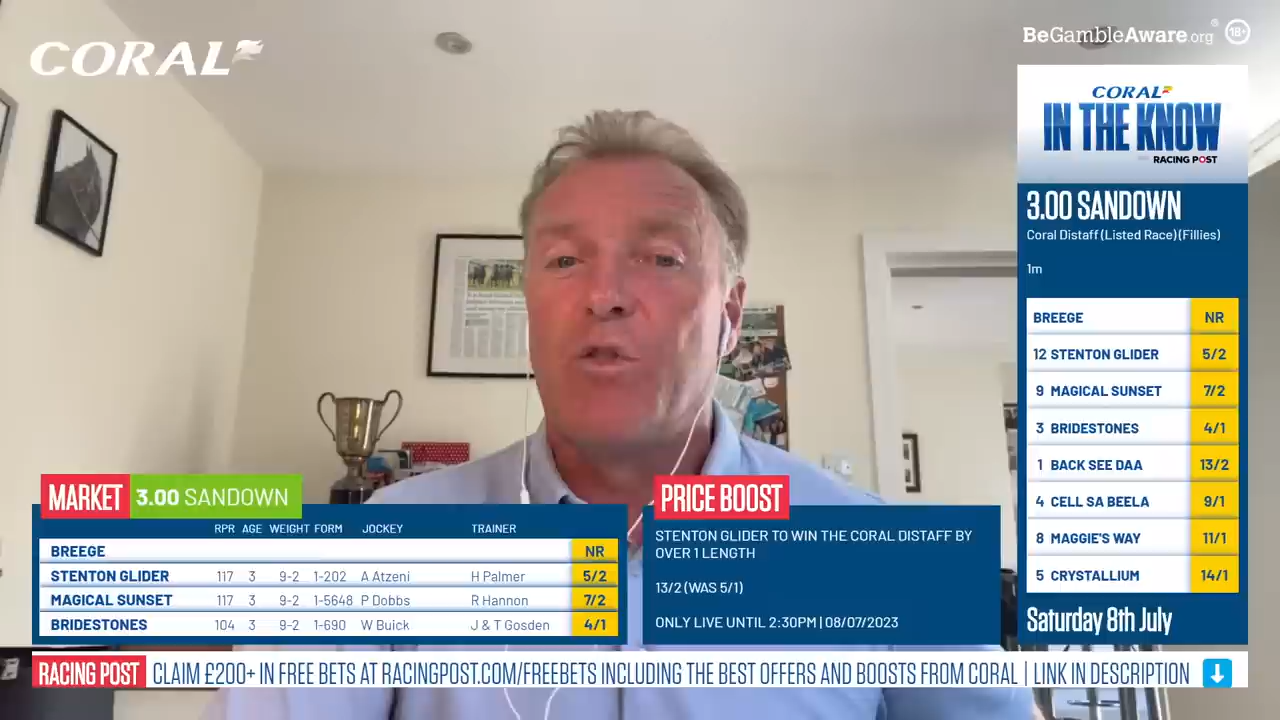 CORAL
BeGambleAware.org® 18+
CORAL
IN THE KNOW
RACING POST
3.00 SANDOWN
Coral Distaff (Listed Race) (Fillies)
1m
BREEGE NR
12 STENTON GLIDER 5/2
9 MAGICAL SUNSET 7/2
3 BRIDESTONES 4/1
1 BACK SEE DAA 13/2
4 CELL SA BEELA 9/1
8 MAGGIE'S WAY 11/1
5 CRYSTALLIUM 14/1
Saturday 8th July
MARKET 3.00 SANDOWN
RPR AGE WEIGHT FORM JOCKEY TRAINER
BREEGE NR
STENTON GLIDER 117 3 9-2 1-202 A Atzeni H Palmer 5/2
MAGICAL SUNSET 117 3 9-2 1-5648 P Dobbs R Hannon 7/2
BRIDESTONES 104 3 9-2 1-690 W Buick J & T Gosden 4/1
PRICE BOOST
STENTON GLIDER TO WIN THE CORAL DISTAFF BY
OVER 1 LENGTH
13/2 (WAS 5/1)
ONLY LIVE UNTIL 2:30PM | 08/07/2023
RACING POST CLAIM £200+ IN FREE BETS AT RACINGPOST.COM/FREEBETS INCLUDING THE BEST OFFERS AND BOOSTS FROM CORAL | LINK IN DESCRIPTION